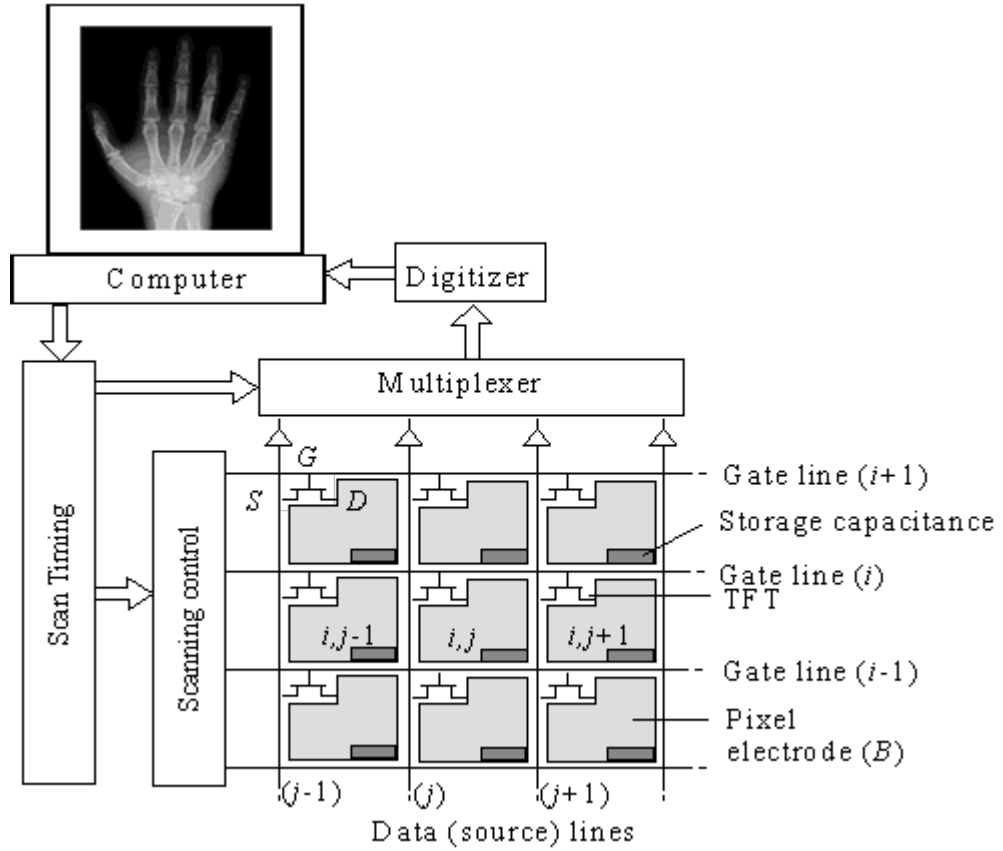 Computer
Digitizer
Multiplexer
Scan Timing
Scanning control
G
S
D
Gate line (i+1)
Storage capacitance
Gate line (i)
TFT
i,j-1
i,j
i,j+1
Gate line (i-1)
Pixel
electrode (B)
(j-1)
(j)
(j+1)
Data (source) lines